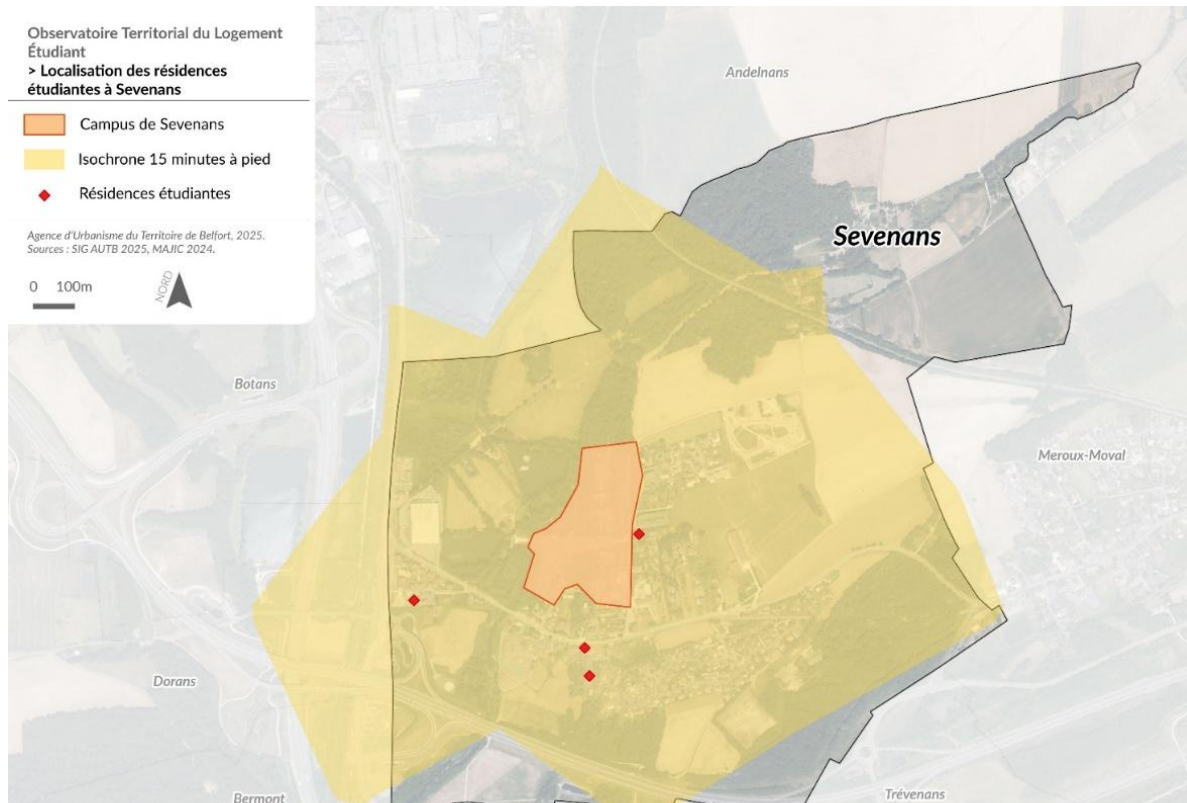 Observatoire Territorial du Logement
Étudiant
> Localisation des résidences
étudiantes à Sevenans
Campus de Sevenans
Isochrone 15 minutes à pied
Résidences étudiantes
Agence d'Urbanisme du Territoire de Belfort, 2025.
Sources : SIG AUTB 2025, MAJIC 2024.
0 100m
NORD
Andelnans
Sevenans
Botans
Meroux-Moval
Dorans
Bermont
Trévenans